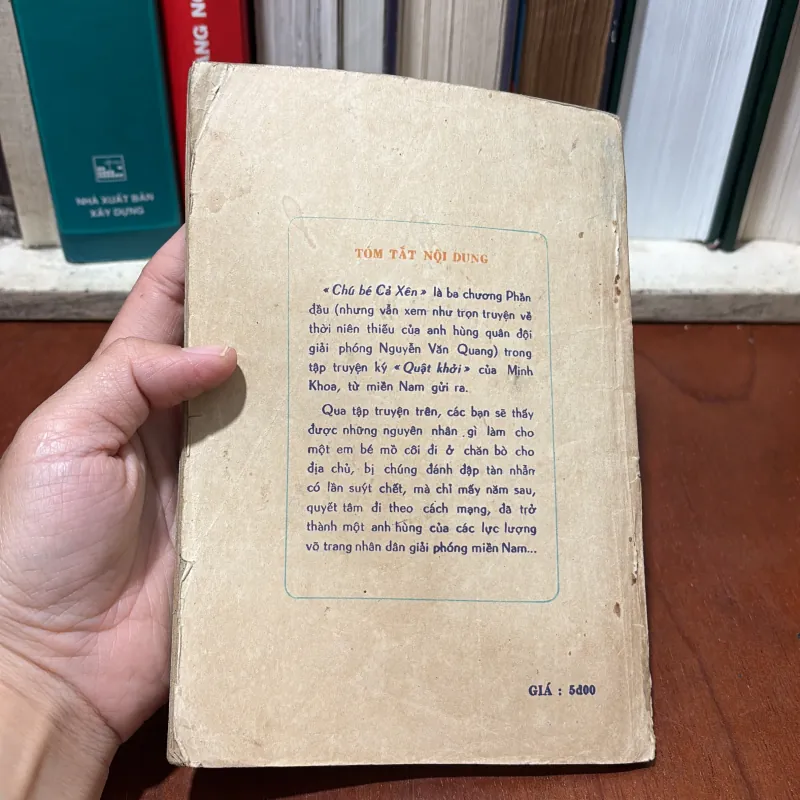 ANG NG
NHÀ XUẤT BẢN
XÂY DỰNG
TÓM TẮT NỘI DUNG
« Chú bé Cả Xên » là ba chương Phần
đầu (nhưng vẫn xem như trọn truyện về
thời niên thiếu của anh hùng quân đội
giải phóng Nguyễn Văn Quang) trong
tập truyện ký « Quật khởi » của Minh
Khoa, từ miền Nam gửi ra.
Qua tập truyện trên, các bạn sẽ thấy
được những nguyên nhân gì làm cho
một em bé mồ côi đi ở chăn bò cho
địa chủ, bị chúng đánh đập tàn nhẫn
có lần suýt chết, mà chỉ mấy năm sau,
quyết tâm đi theo cách mạng, đã trở
thành một anh hùng của các lực lượng
võ trang nhân dân giải phóng miền Nam...
GIÁ : 5đ00